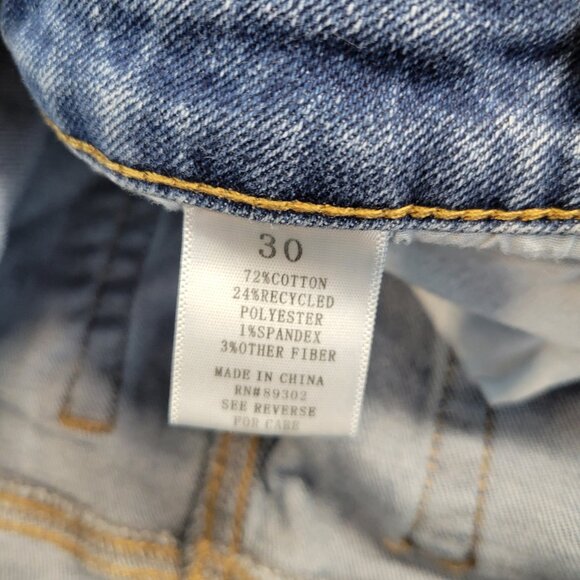 30
72%COTTON
24%RECYCLED
POLYESTER
1%SPANDEX
3%OTHER FIBER
MADE IN CHINA
RN#89302
SEE REVERSE
FOR CARE